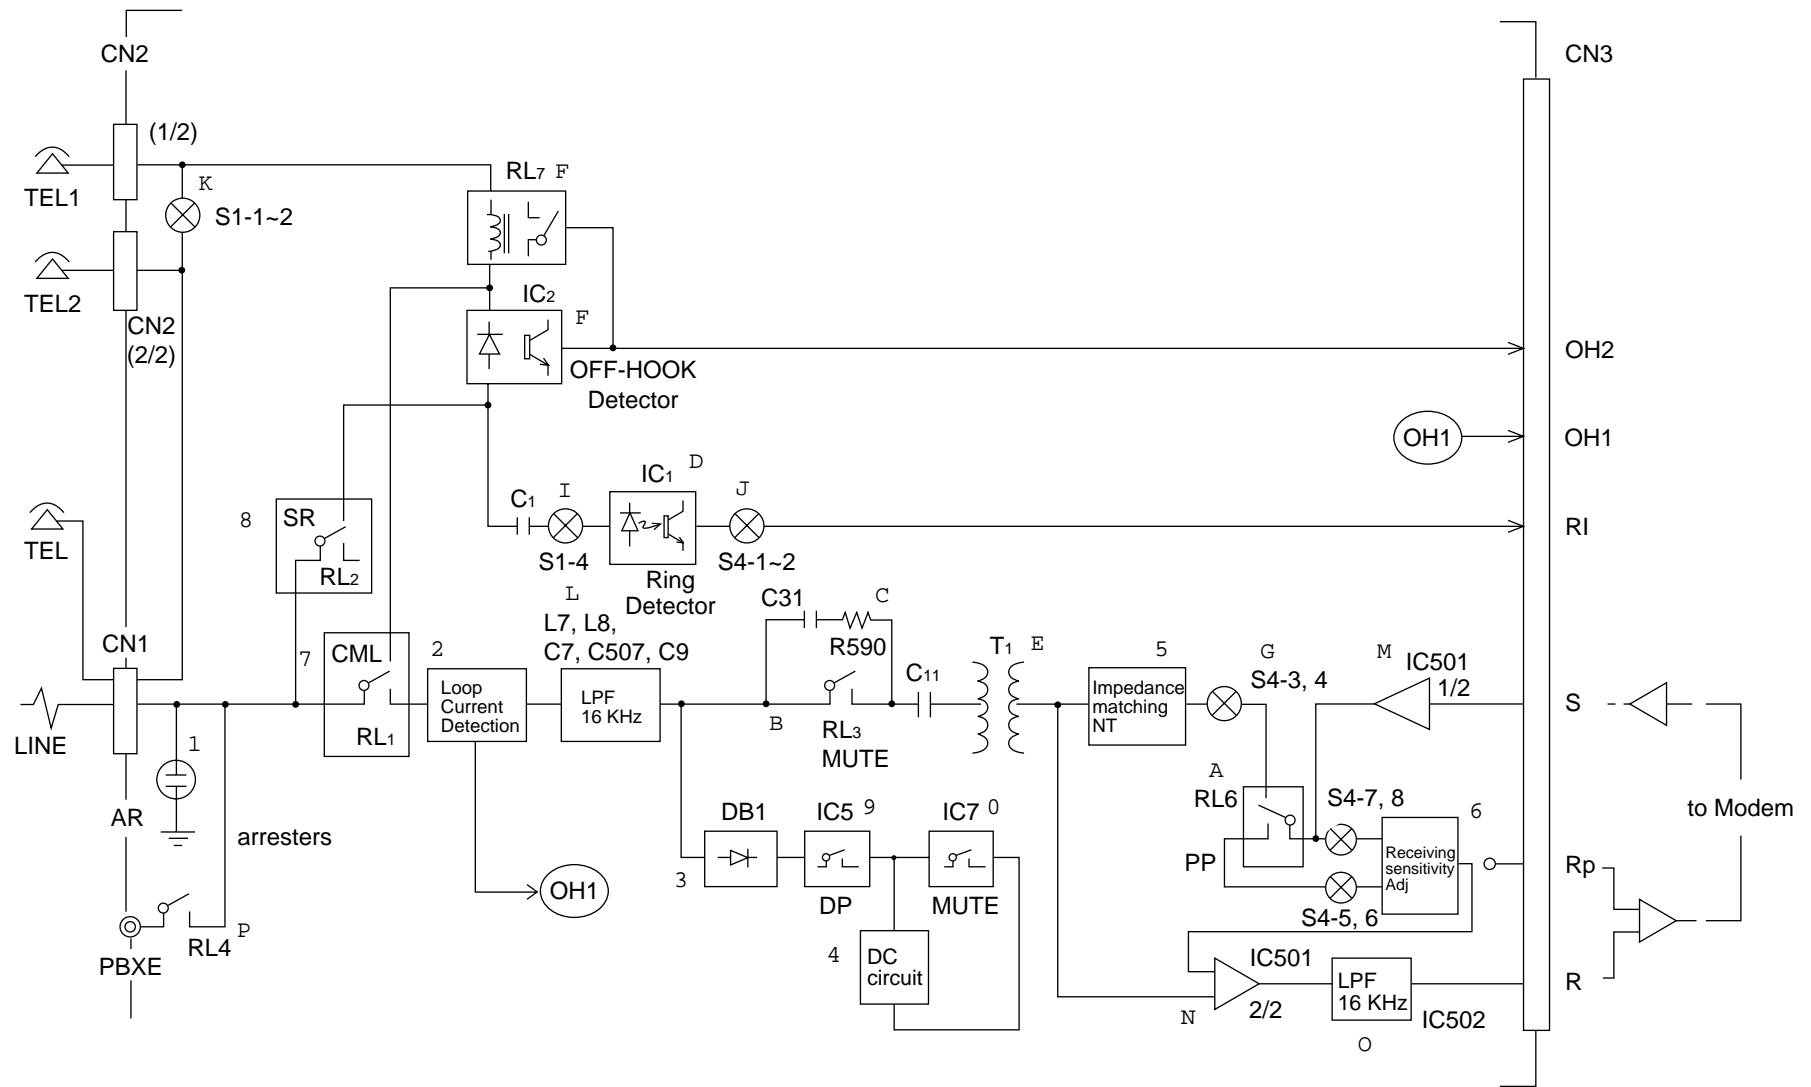 CN2
CN3
(1/2)
TEL1
K
S1-1~2
RL7 F
TEL2
CN2
(2/2)
IC2
F
OFF-HOOK
Detector
OH2
OH1
OH1
TEL
8
SR
RL2
C1
I
S1-4
IC1
D
Ring
Detector
J
S4-1~2
RI
L
L7, L8,
C7, C507, C9
C31
C
R590
CN1
7
CML
RL1
2
Loop
Current
Detection
LPF
16 KHz
B
RL3
MUTE
C11
T1
E
5
Impedance
matching
NT
G
S4-3, 4
M
IC501
1/2
S
LINE
1
AR
arresters
OH1
3
DB1
IC5
9
DP
IC7
0
MUTE
4
DC
circuit
A
RL6
PP
S4-7, 8
S4-5, 6
6
Receiving
sensitivity
Adj
to Modem
Rp
PBXE
RL4
P
N
IC501
2/2
LPF
16 KHz
IC502
O
R